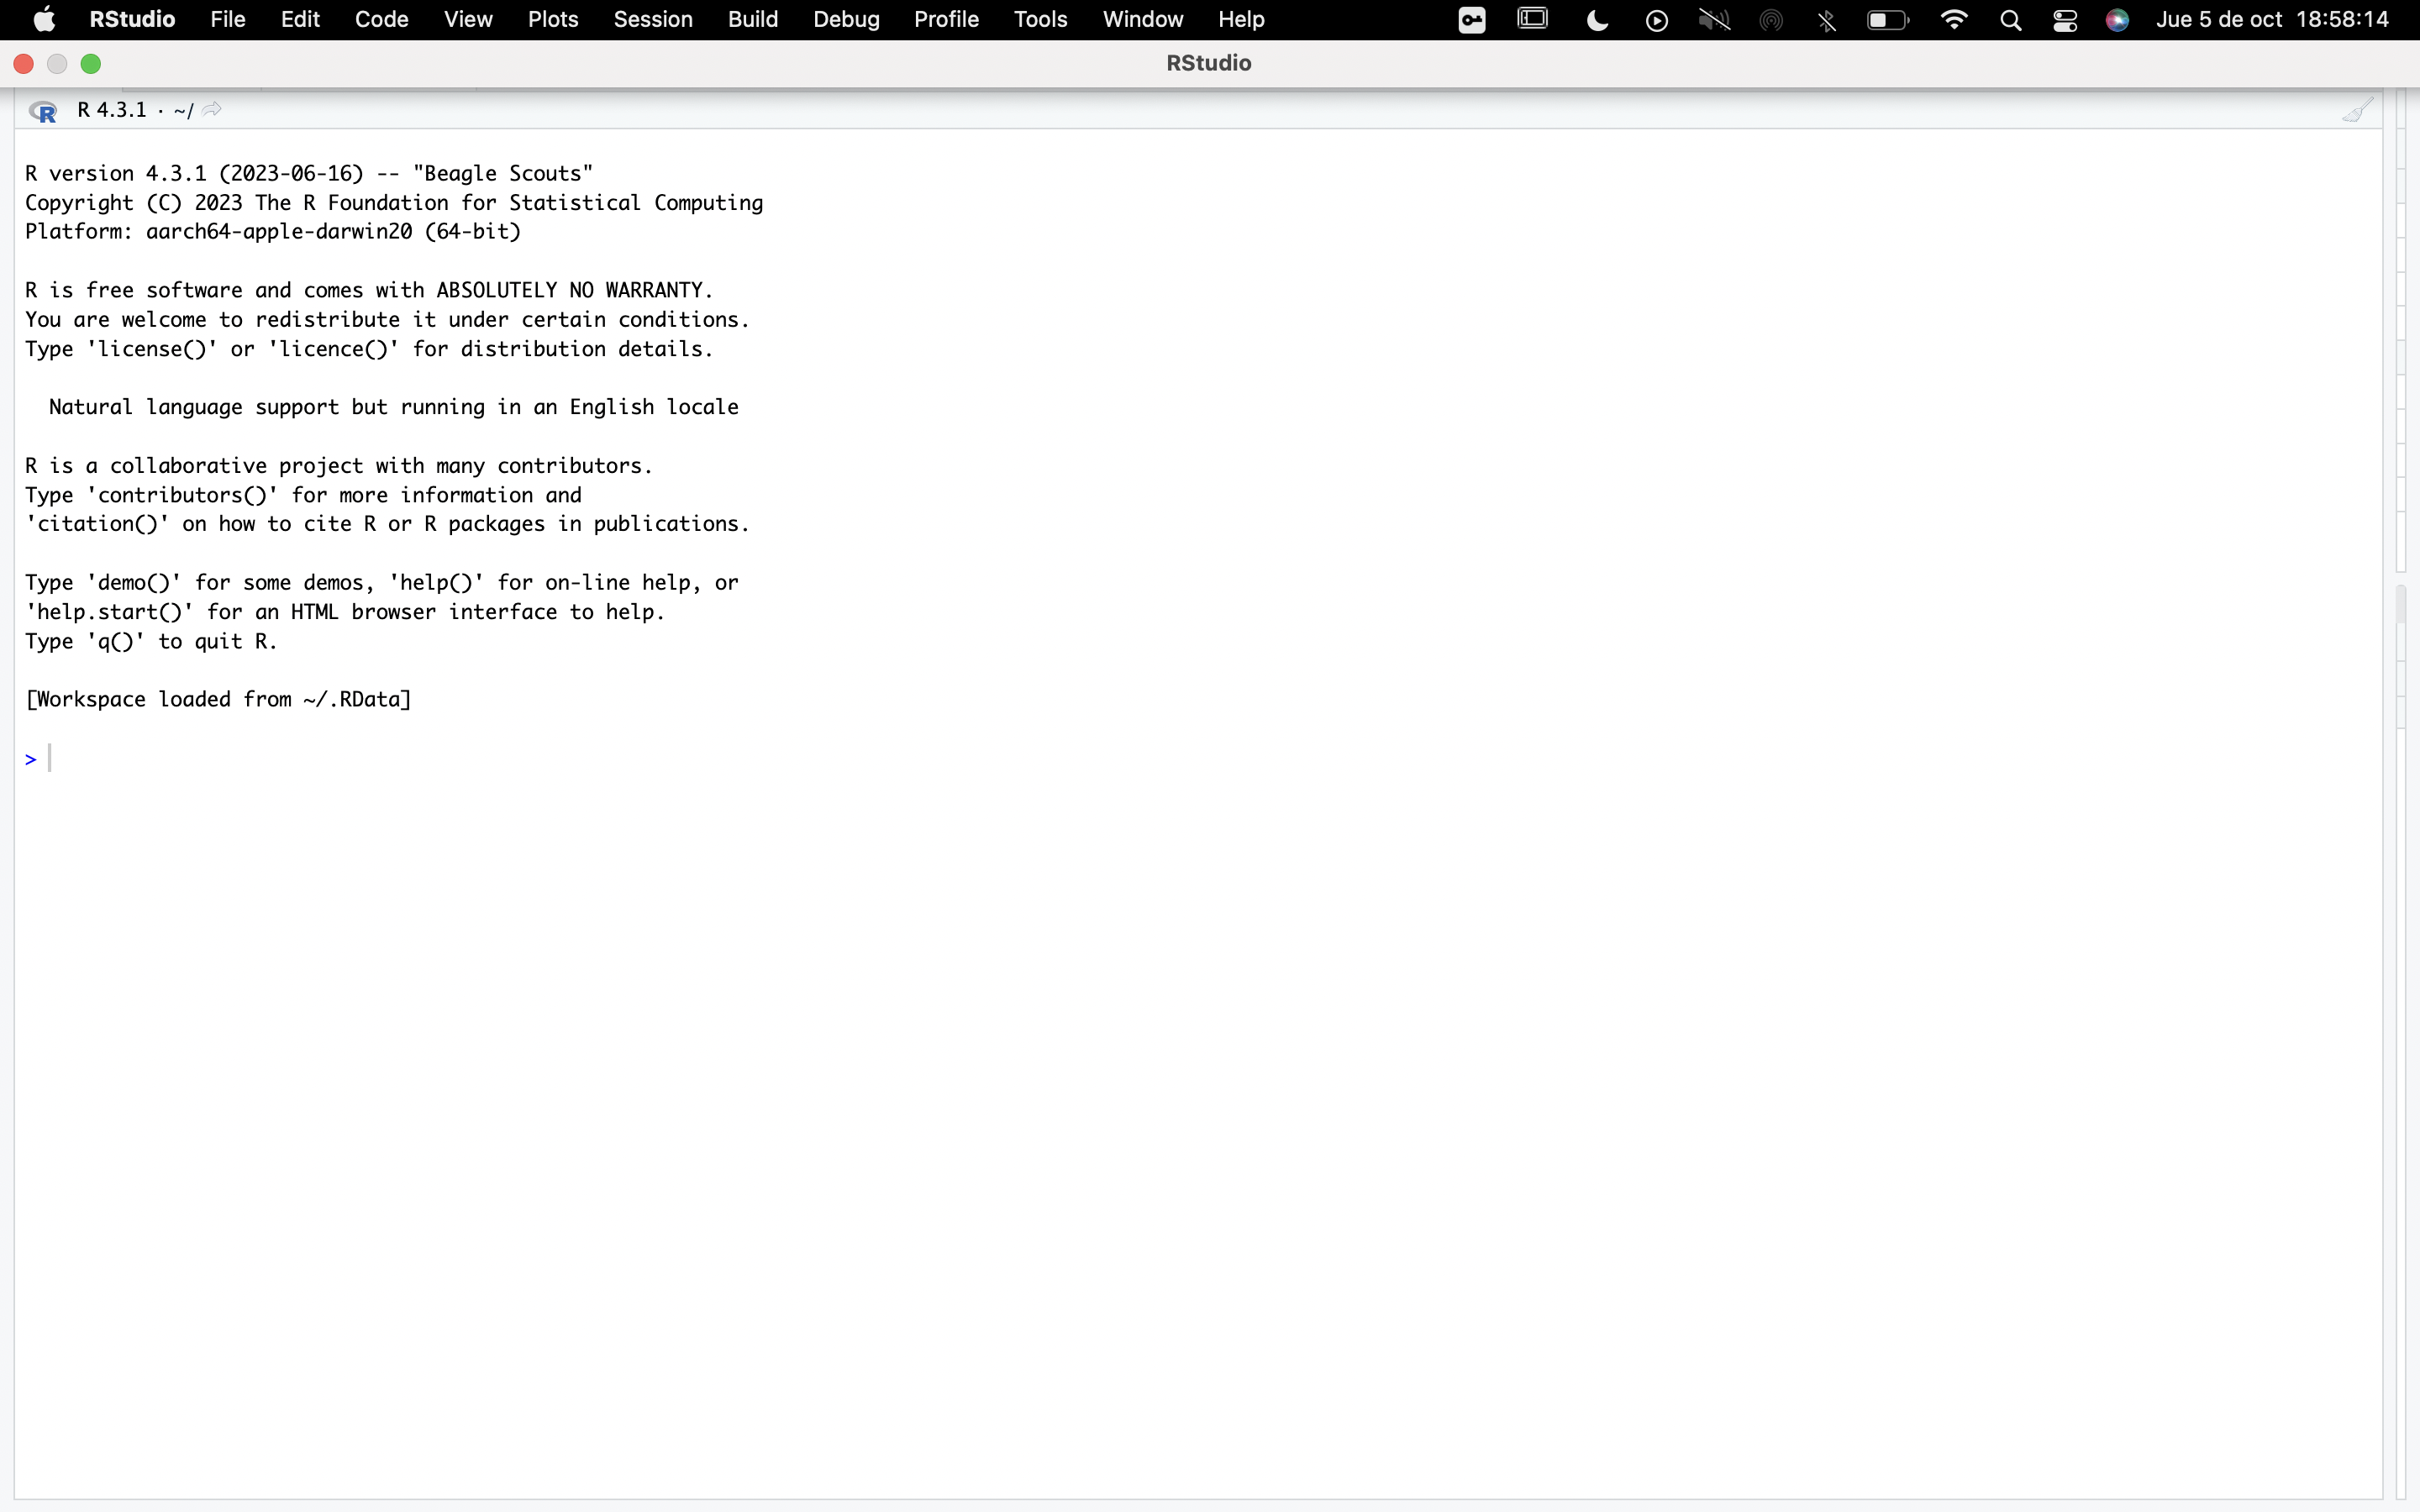 RStudio File Edit Code View Plots Session Build Debug Profile Tools Window Help Jue 5 de oct 18:58:14
RStudio
R R 4.3.1 · ~/
R version 4.3.1 (2023-06-16) -- "Beagle Scouts"
Copyright (C) 2023 The R Foundation for Statistical Computing
Platform: aarch64-apple-darwin20 (64-bit)
R is free software and comes with ABSOLUTELY NO WARRANTY.
You are welcome to redistribute it under certain conditions.
Type 'license()' or 'licence()' for distribution details.
Natural language support but running in an English locale
R is a collaborative project with many contributors.
Type 'contributors()' for more information and
'citation()' on how to cite R or R packages in publications.
Type 'demo()' for some demos, 'help()' for on-line help, or
'help.start()' for an HTML browser interface to help.
Type 'q()' to quit R.
[Workspace loaded from ~/.RData]
>